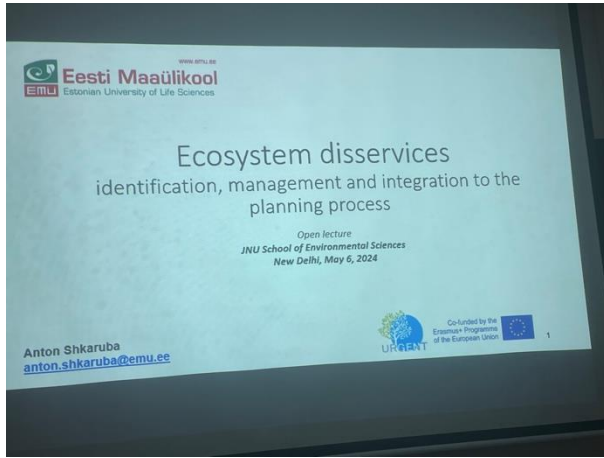 www.emu.ee
Eesti Maaülikool
EMU Estonian University of Life Sciences
Ecosystem disservices
identification, management and integration to the
planning process
Open lecture
JNU School of Environmental Sciences
New Delhi, May 6, 2024
Anton Shkaruba
anton.shkaruba@emu.ee
URGENT
Co-funded by the
Erasmus+ Programme
of the European Union
1